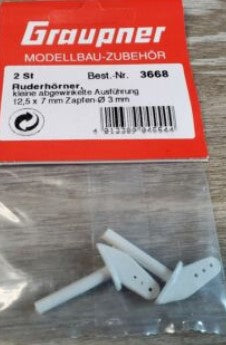 Graupner
MODELLBAU-ZUBEHÖR
2 St Best.-Nr. 3668
Ruderhörner,
kleine abgewinkelte Ausführung
12,5 x 7 mm Zapfen-Ø 3 mm